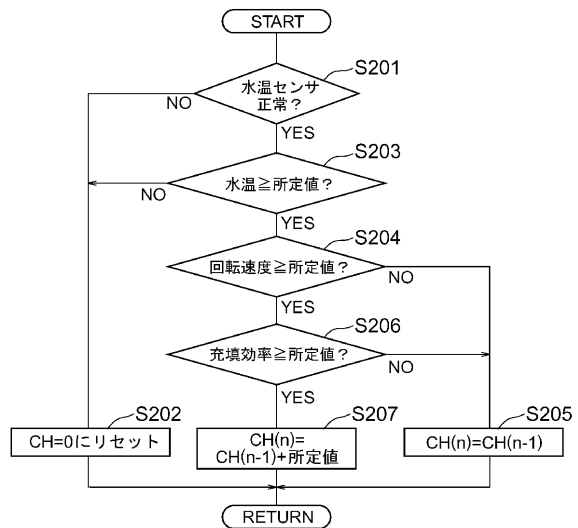 START
S201
水温センサ
正常？
NO
YES
S203
水温≧所定値？
NO
YES
S204
回転速度≧所定値？
NO
YES
S206
充填効率≧所定値？
NO
YES
S202
CH=0にリセット
S207
CH(n)=
CH(n-1)+所定値
S205
CH(n)=CH(n-1)
RETURN